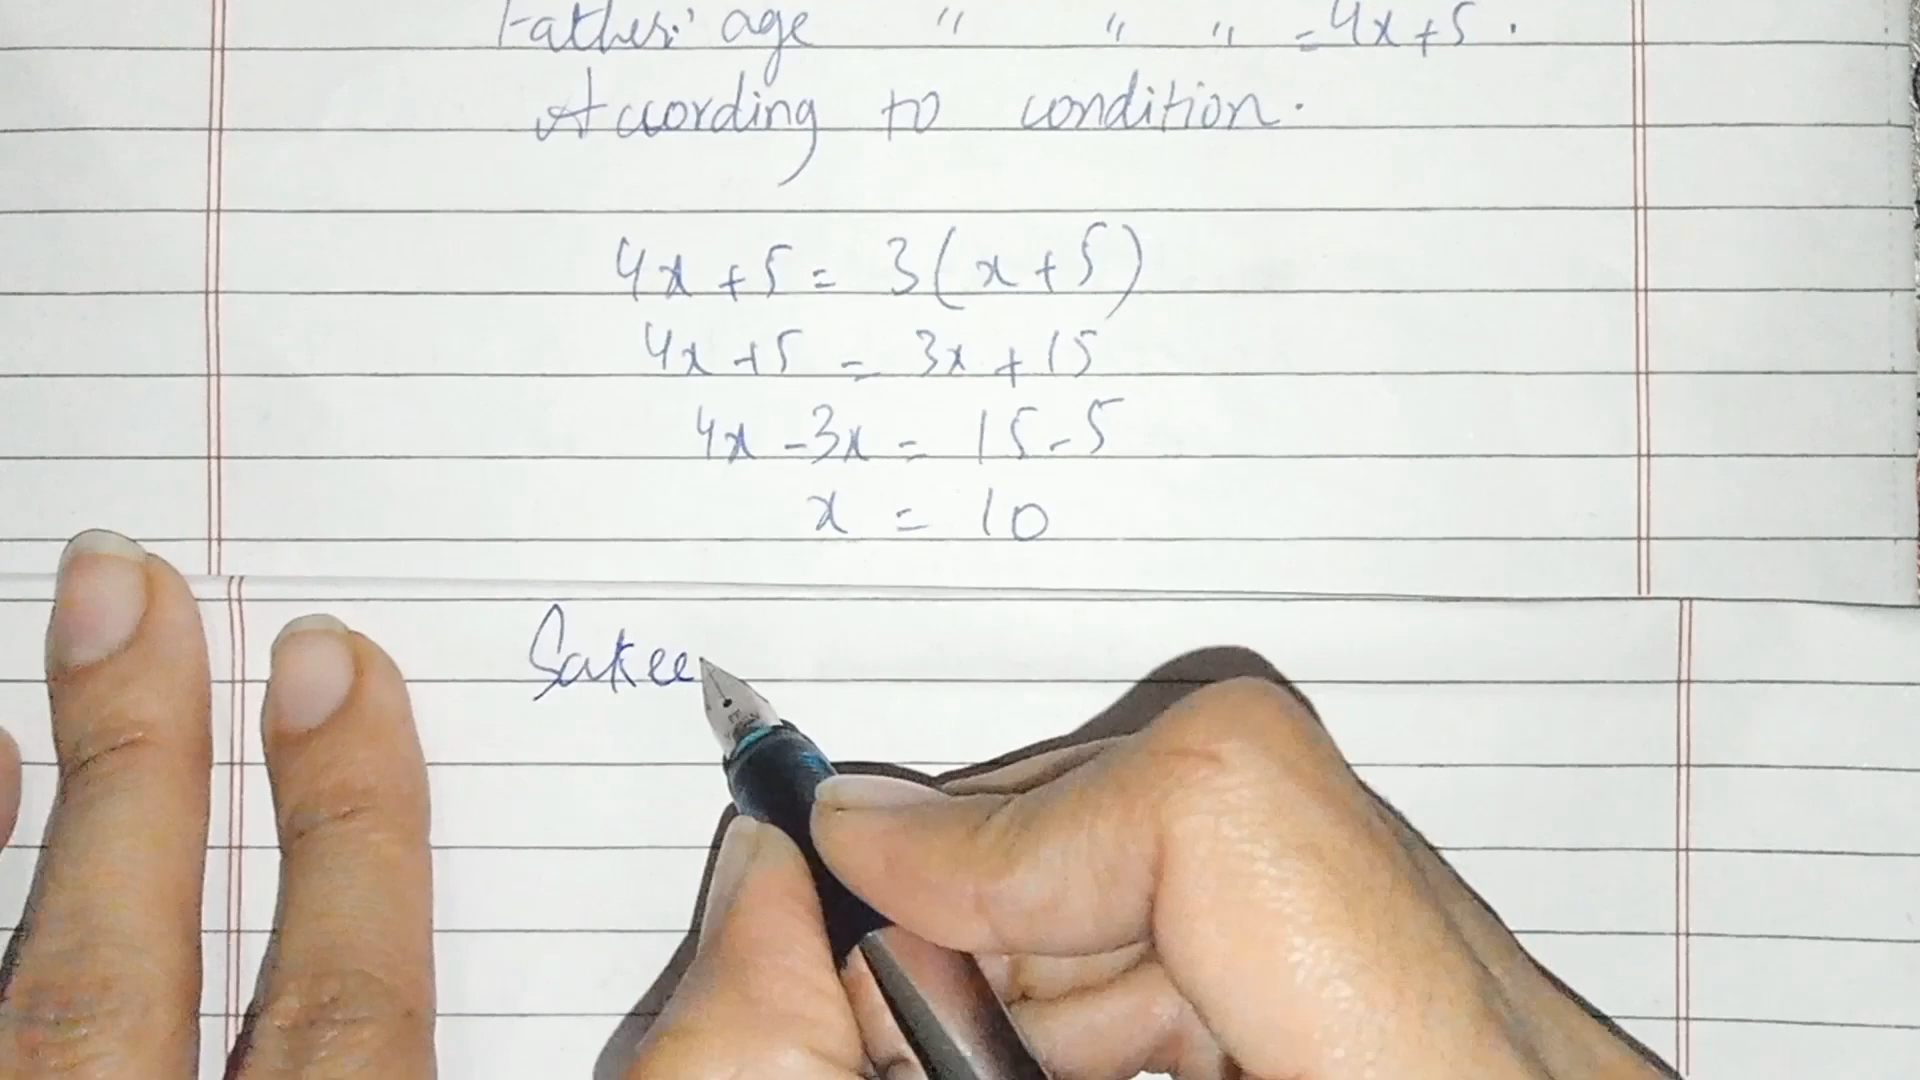 Father's age " " " = 4x+5.
According to condition.
4x+5 = 3(x+5)
4x+5 = 3x+15
4x-3x = 15-5
x = 10
Sakee